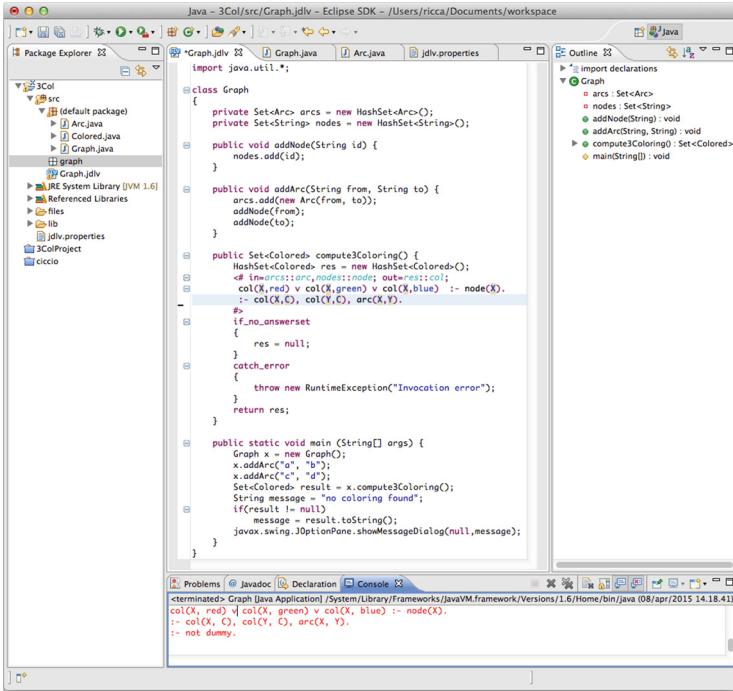 Java - 3Col/src/Graph.jdlv - Eclipse SDK - /Users/ricca/Documents/workspace
Java
Package Explorer
3Col
src
(default package)
Arc.java
Colored.java
Graph.java
graph
Graph.jdlv
JRE System Library [JVM 1.6]
Referenced Libraries
files
lib
jdlv.properties
3ColProject
ciccio
*Graph.jdlv
Graph.java
Arc.java
jdlv.properties
import java.util.*;
class Graph
{
private Set<Arc> arcs = new HashSet<Arc>();
private Set<String> nodes = new HashSet<String>();
public void addNode(String id) {
nodes.add(id);
}
public void addArc(String from, String to) {
arcs.add(new Arc(from, to));
addNode(from);
addNode(to);
}
public Set<Colored> compute3Coloring() {
HashSet<Colored> res = new HashSet<Colored>();
<# in=arcs::arc,nodes::node; out=res::col;
col(X,red) v col(X,green) v col(X,blue)  :- node(X).
:- col(X,C), col(Y,C), arc(X,Y).
#>
if_no_answerset
{
res = null;
}
catch_error
{
throw new RuntimeException("Invocation error");
}
return res;
}
public static void main (String[] args) {
Graph x = new Graph();
x.addArc("a", "b");
x.addArc("c", "d");
Set<Colored> result = x.compute3Coloring();
String message = "no coloring found";
if(result != null)
message = result.toString();
javax.swing.JOptionPane.showMessageDialog(null,message);
}
}
Outline
import declarations
Graph
arcs : Set<Arc>
nodes : Set<String>
addNode(String) : void
addArc(String, String) : void
compute3Coloring() : Set<Colored>
main(String[]) : void
Problems
@ Javadoc
Declaration
Console
<terminated> Graph [Java Application] /System/Library/Frameworks/JavaVM.framework/Versions/1.6/Home/bin/java (08/apr/2015 14.18.41)
col(X, red) v col(X, green) v col(X, blue) :- node(X).
:- col(X, C), col(Y, C), arc(X, Y).
:- not dummy.